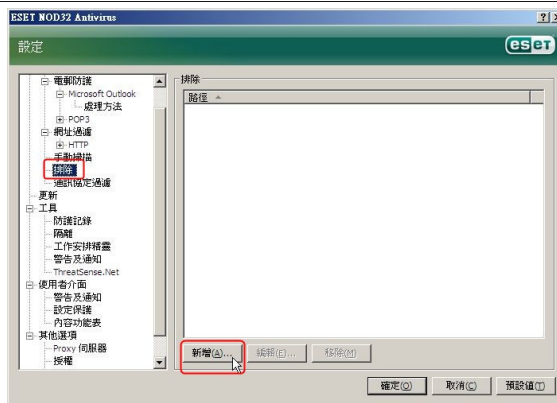 ESET NOD32 Antivirus
設定
eset
電郵防護
Microsoft Outlook
處理方法
POP3
網址過濾
HTTP
手動掃描
排除
通訊協定過濾
更新
工具
防護記錄
隔離
工作安排精靈
警告及通知
ThreatSense.Net
使用者介面
警告及通知
設定保護
內容功能表
其他選項
Proxy 伺服器
授權
排除
路徑
新增(A)...
編輯(E)...
移除(M)
確定(O)
取消(C)
預設值(T)